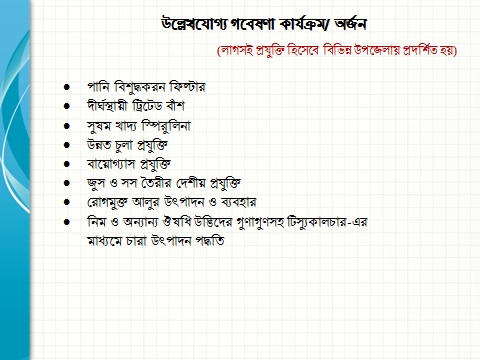 উল্লেখযোগ্য গবেষণা কার্যক্রম/ অর্জন
(লাগসই প্রযুক্তি হিসেবে বিভিন্ন উপজেলায় প্রদর্শিত হয়)
● পানি বিশুদ্ধকরন ফিল্টার
● দীর্ঘস্থায়ী ট্রিটেড বাঁশ
● সুষম খাদ্য স্পিরুলিনা
● উন্নত চুলা প্রযুক্তি
● বায়োগ্যাস প্রযুক্তি
● জুস ও সস তৈরীর দেশীয় প্রযুক্তি
● রোগমুক্ত আলুর উৎপাদন ও ব্যবহার
● নিম ও অন্যান্য ঔষধি উদ্ভিদের গুণাগুণসহ টিস্যুকালচার-এর
মাধ্যমে চারা উৎপাদন পদ্ধতি